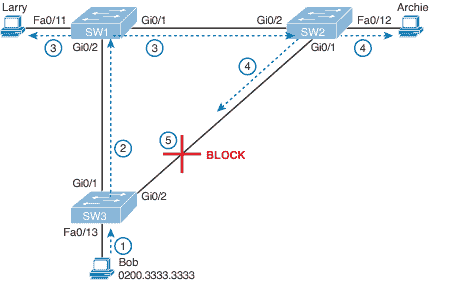 Larry
Archie
Fa0/11
Gi0/1
Gi0/2
Fa0/12
SW1
SW2
3
3
4
Gi0/2
Gi0/1
4
2
5
BLOCK
Gi0/1
Gi0/2
SW3
Fa0/13
1
Bob
0200.3333.3333